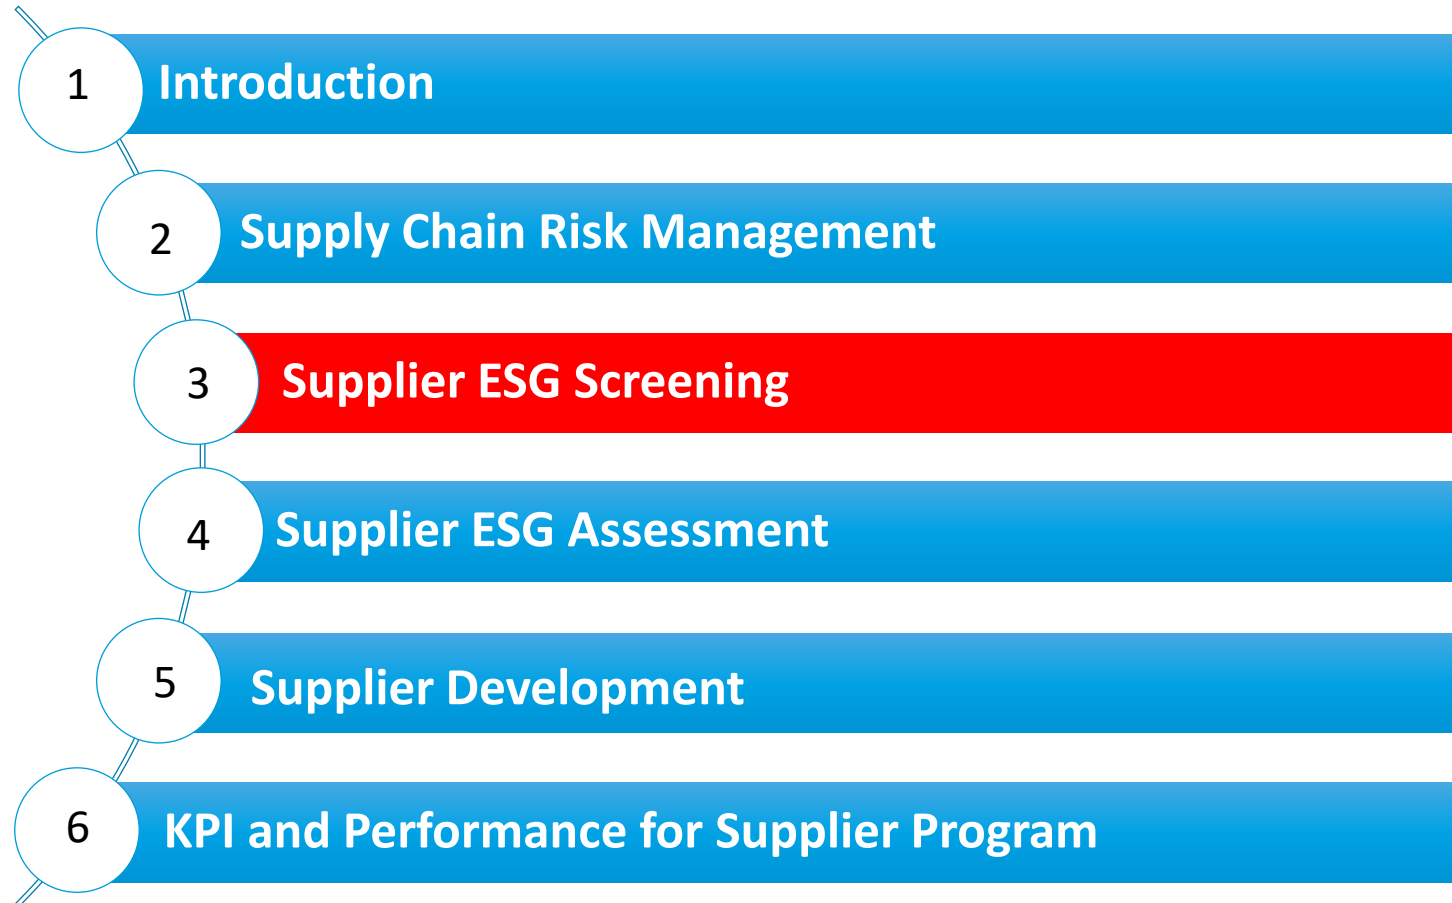 1 Introduction
2 Supply Chain Risk Management
3 Supplier ESG Screening
4 Supplier ESG Assessment
5 Supplier Development
6 KPI and Performance for Supplier Program